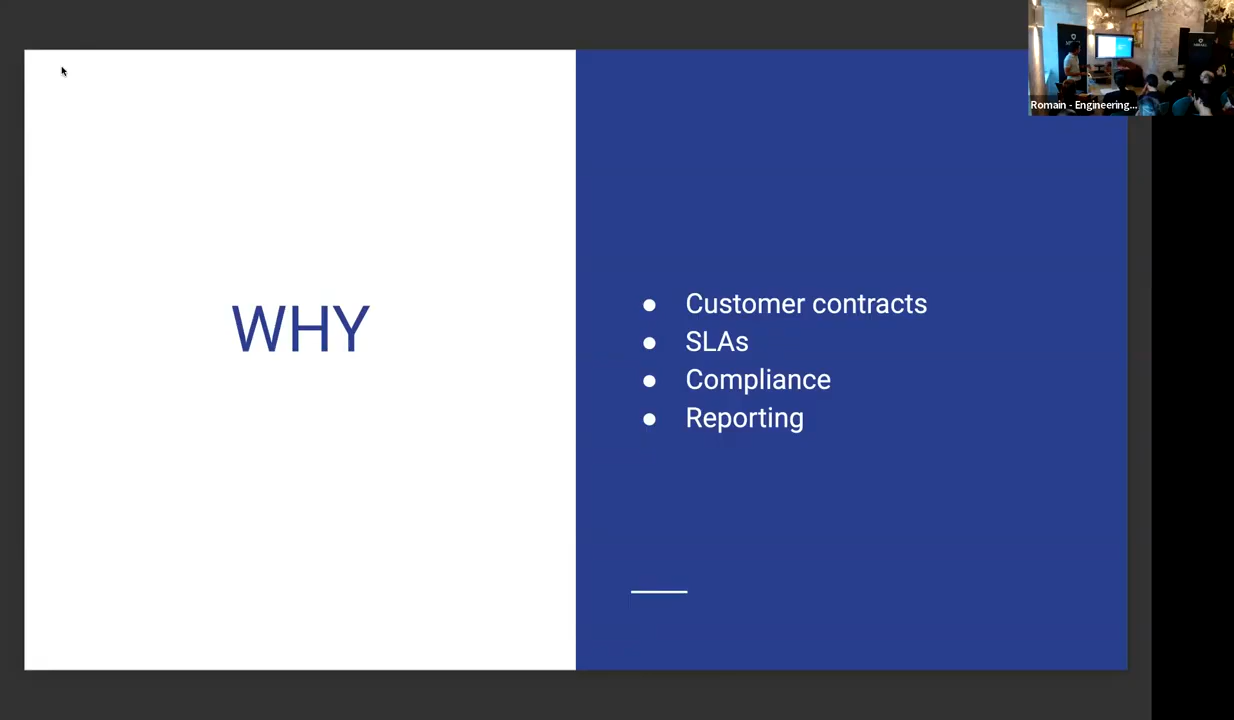 WHY
Customer contracts
SLAs
Compliance
Reporting
Romain - Engineering...